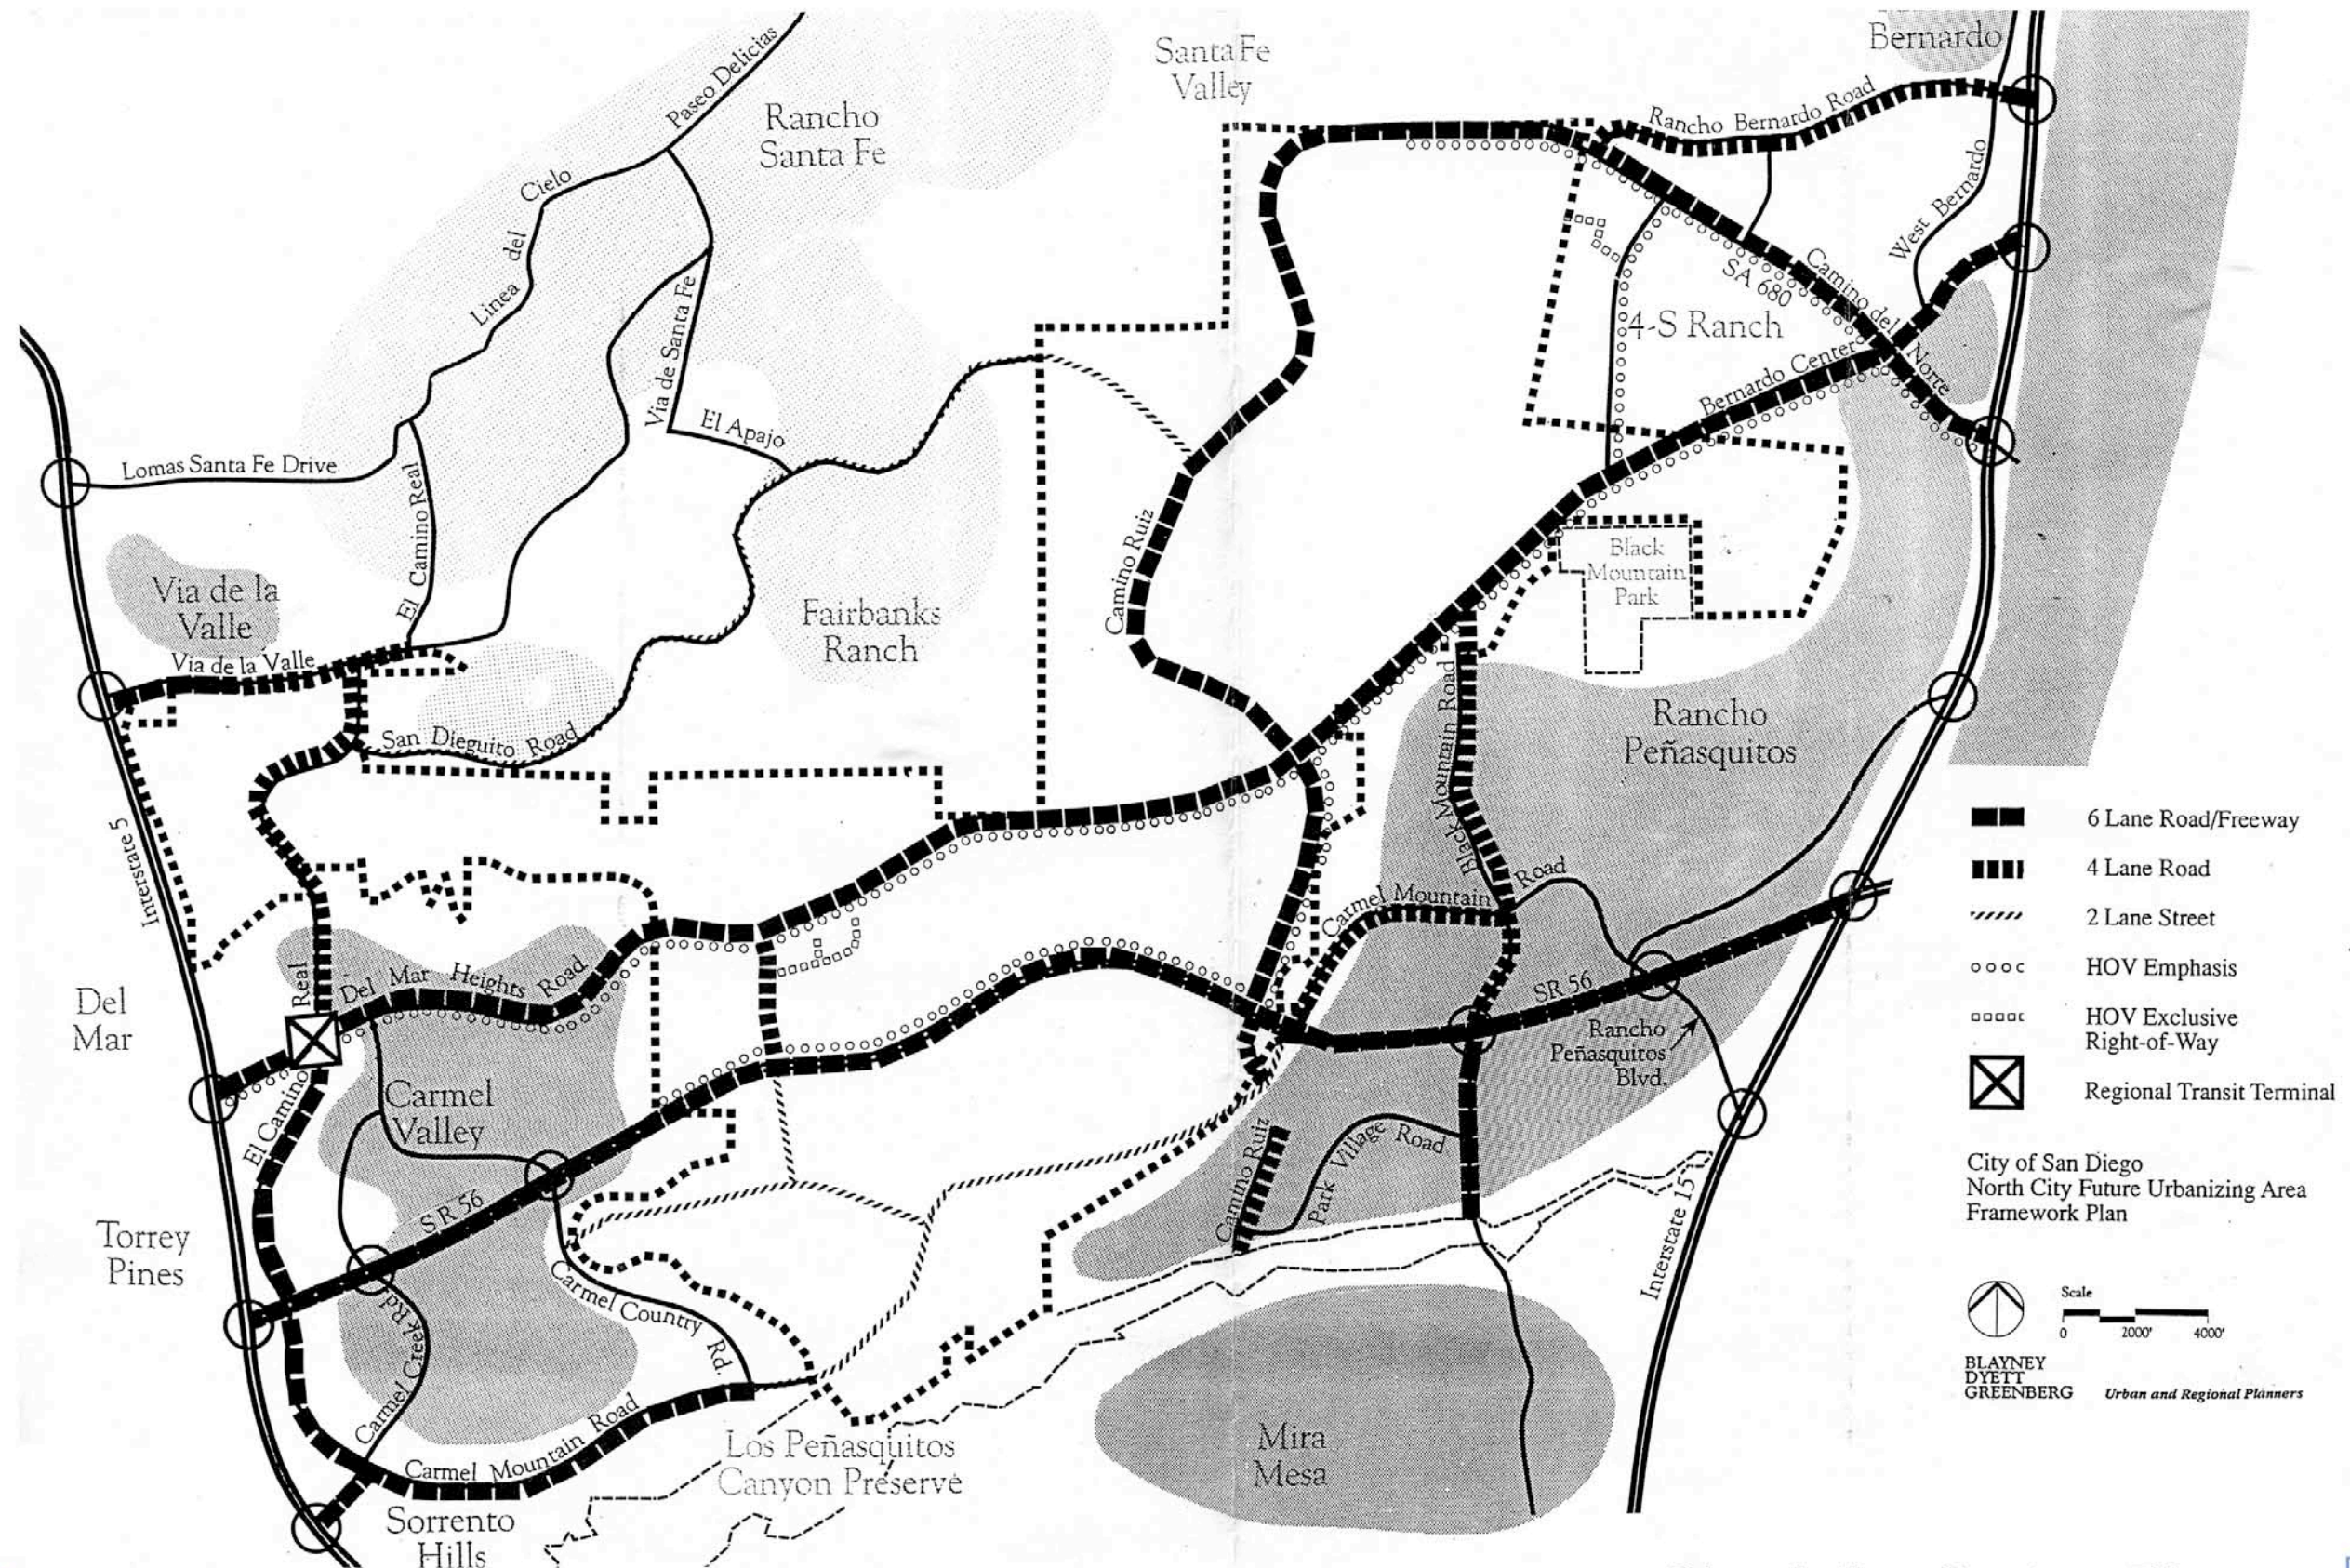 Bernardo
Santa Fe
Valley
Paseo Delicias
Rancho
Santa Fe
Rancho Bernardo Road
Cielo
del
Linea
West Bernardo
Via de Santa Fe
SA 680
Camino del
Norte
4-S Ranch
Bernardo Center
El Apajo
Lomas Santa Fe Drive
El Camino Real
Camino Ruiz
Black
Mountain
Park
Via de la
Valle
Via de la Valle
Fairbanks
Ranch
San Dieguito Road
Black Mountain Road
Rancho
Peñasquitos
Interstate 5
Road
Carmel Mountain
Real
Del Mar Heights Road
Del
Mar
SR 56
Rancho
Peñasquitos
Blvd.
El Camino
Carmel
Valley
Camino Ruiz
Park Village Road
SR 56
Torrey
Pines
Interstate 15
Carmel Country Rd.
Carmel Creek Rd
Carmel Mountain Road
Los Peñasquitos
Canyon Preserve
Mira
Mesa
Sorrento
Hills
6 Lane Road/Freeway
4 Lane Road
2 Lane Street
HOV Emphasis
HOV Exclusive
Right-of-Way
Regional Transit Terminal
City of San Diego
North City Future Urbanizing Area
Framework Plan
Scale
0 2000' 4000'
BLAYNEY
DYETT
GREENBERG
Urban and Regional Planners